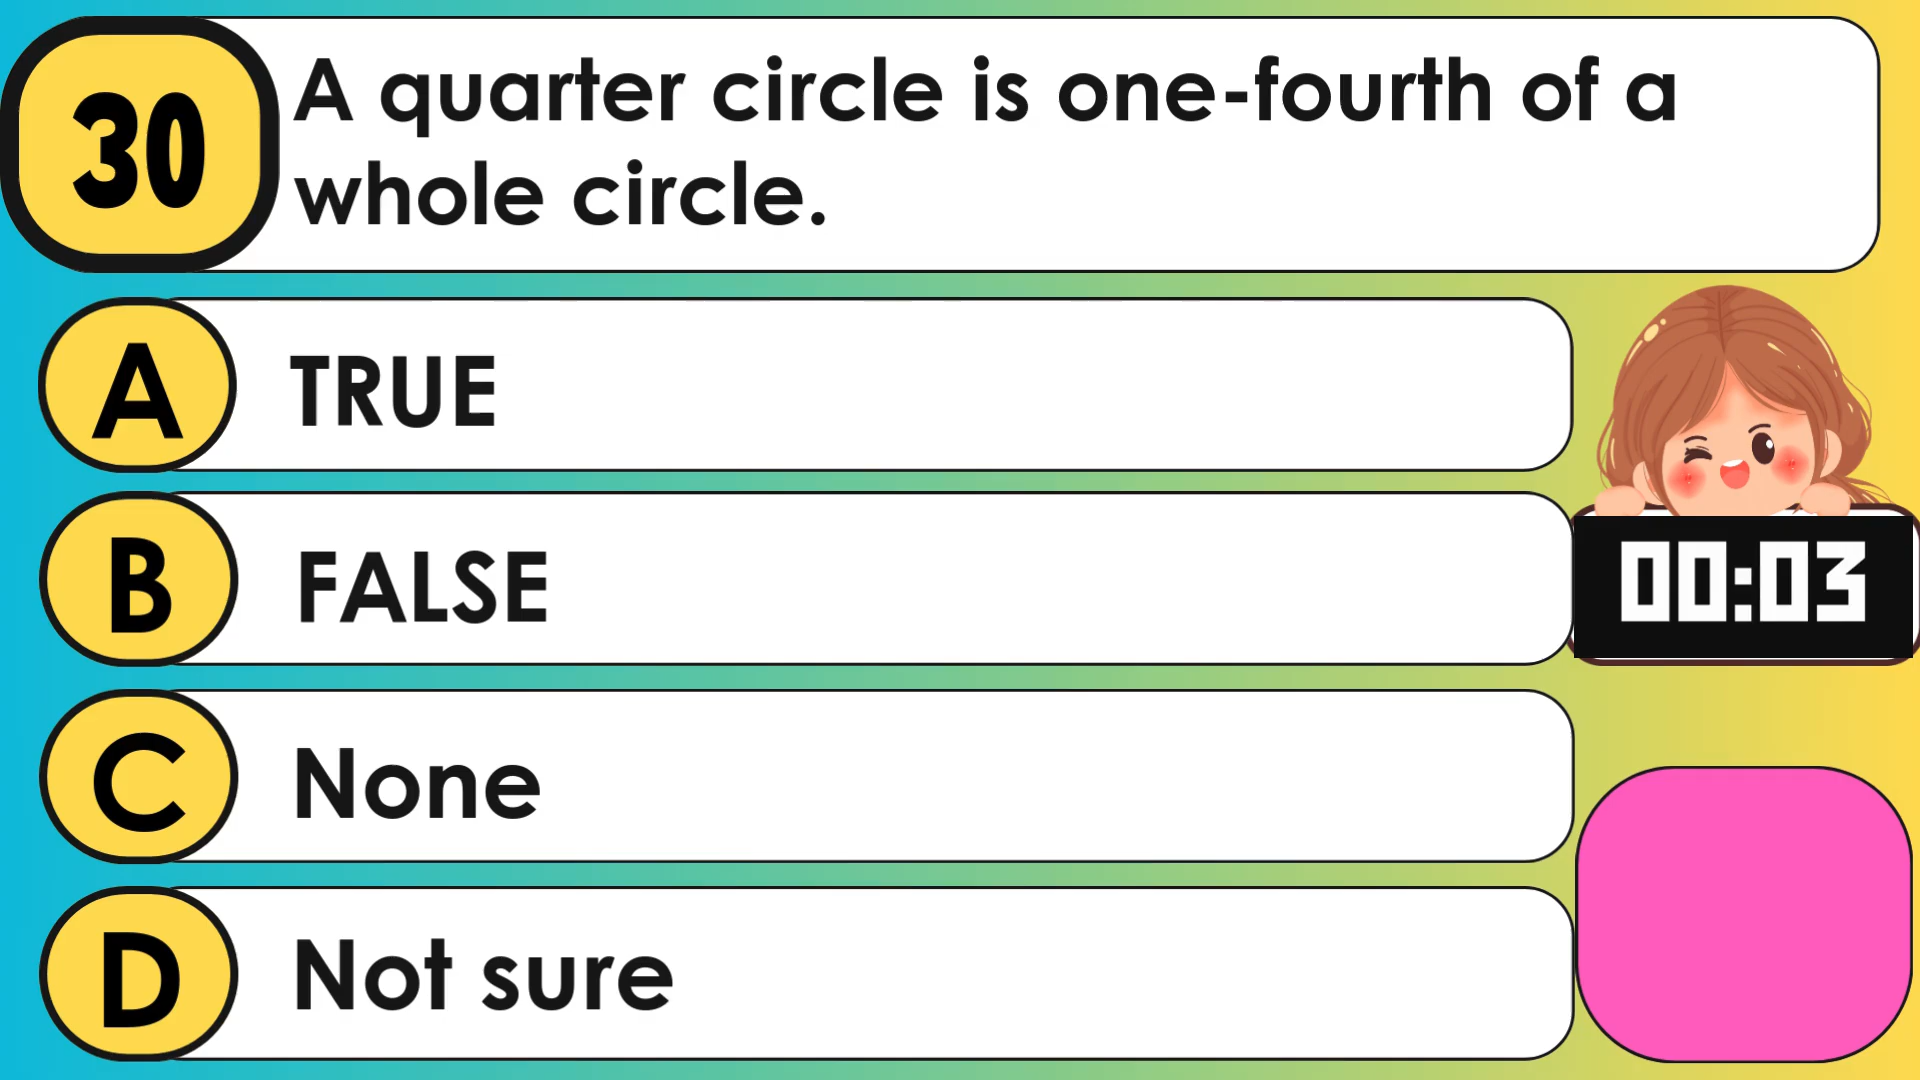 30
A quarter circle is one-fourth of a
whole circle.
A
TRUE
B
FALSE
00:03
C
None
D
Not sure